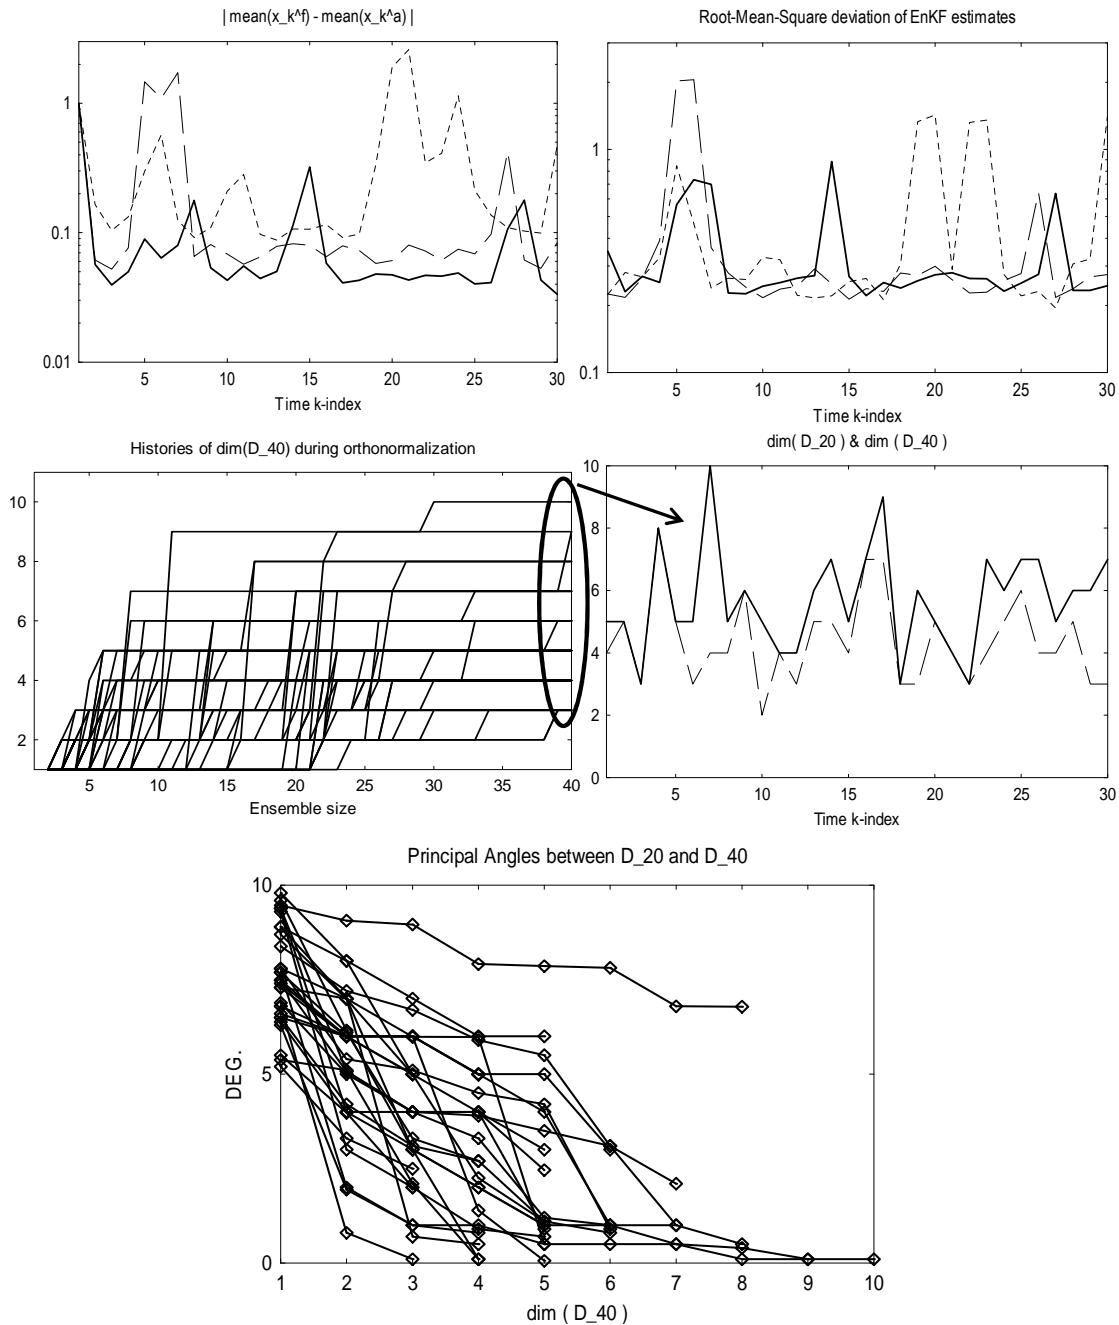 | mean(x_k^f) - mean(x_k^a) |
1
0.1
0.01
5 10 15 20 25 30
Time k-index
Root-Mean-Square deviation of EnKF estimates
1
0.1
5 10 15 20 25 30
Time k-index
Histories of dim(D_40) during orthonormalization
10
8
6
4
2
5 10 15 20 25 30 35 40
Ensemble size
dim( D_20 ) & dim ( D_40 )
10
8
6
4
2
0
5 10 15 20 25 30
Time k-index
Principal Angles between D_20 and D_40
10
5
0
DEG.
1 2 3 4 5 6 7 8 9 10
dim ( D_40 )